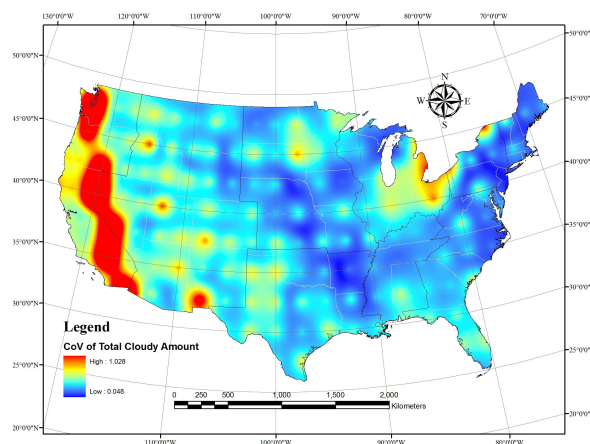 130°0'0"W 120°0'0"W 110°0'0"W 100°0'0"W 90°0'0"W 80°0'0"W 70°0'0"W
50°0'0"N 50°0'0"N
N
W E
S
45°0'0"N 45°0'0"N
40°0'0"N 40°0'0"N
35°0'0"N 35°0'0"N
30°0'0"N 30°0'0"N
Legend
CoV of Total Cloudy Amount
High : 1.028
Low : 0.048
25°0'0"N 25°0'0"N
0 250 500 1,000 1,500 2,000
Kilometers
20°0'0"N 20°0'0"N
110°0'0"W 100°0'0"W 90°0'0"W 80°0'0"W